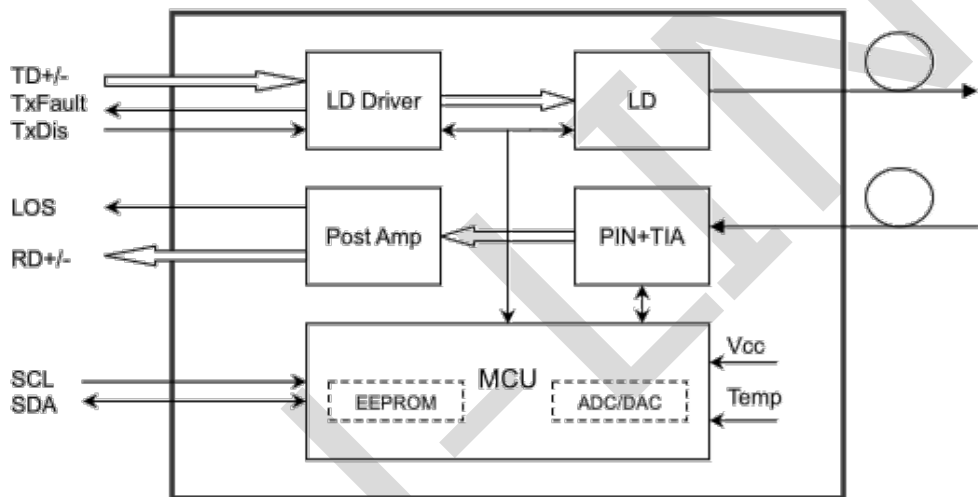 TD+/-
TxFault
TxDis
LD Driver
LD
LOS
RD+/-
Post Amp
PIN+TIA
SCL
SDA
MCU
EEPROM
ADC/DAC
Vcc
Temp